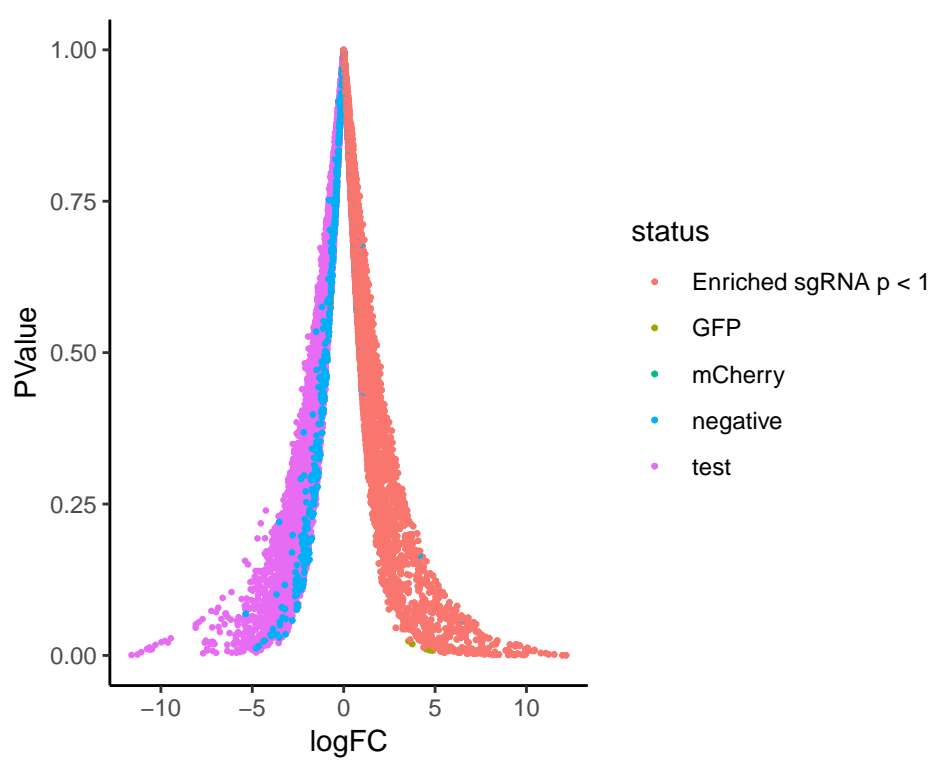 1.00
0.75
0.50
0.25
0.00
PValue
−10
−5
0
5
10
logFC
status
Enriched sgRNA p < 1
GFP
mCherry
negative
test